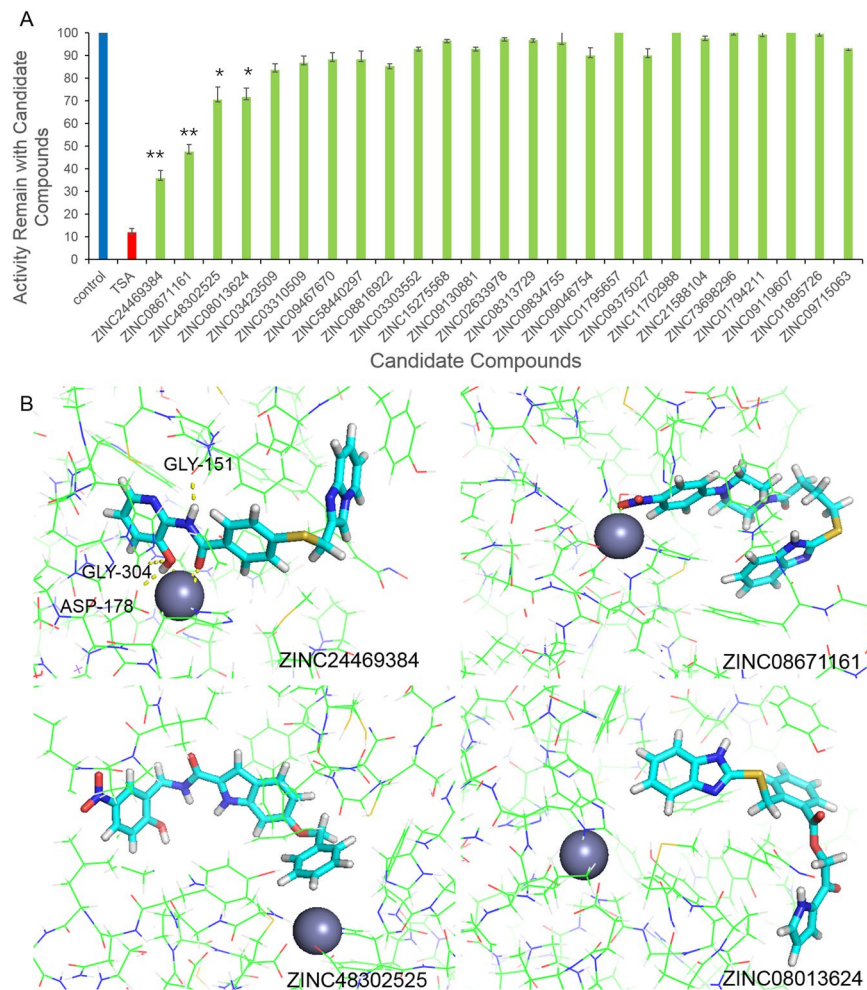 A
Activity Remain with Candidate
Compounds
100
90
80
70
60
50
40
30
20
10
0
**
**
*
*
control
TSA
ZINC24469384
ZINC08671161
ZINC48302525
ZINC08013624
ZINC03423509
ZINC03310509
ZINC09467670
ZINC58440297
ZINC08816922
ZINC03303552
ZINC15275568
ZINC09130881
ZINC02633978
ZINC08313729
ZINC09834755
ZINC09046754
ZINC01795657
ZINC09375027
ZINC11702988
ZINC21588104
ZINC73698296
ZINC01794211
ZINC09119607
ZINC01895726
ZINC09715063
Candidate Compounds
B
GLY-151
GLY-304
ASP-178
ZINC24469384
ZINC08671161
ZINC48302525
ZINC08013624